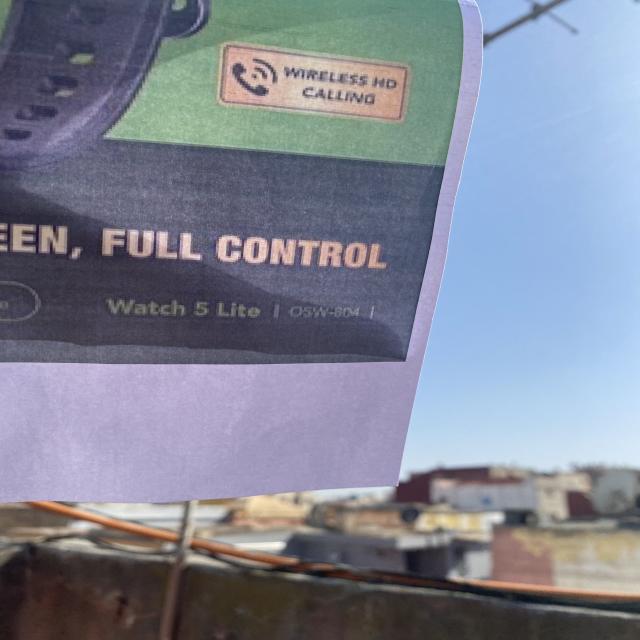 WIRELESS HD
CALLING
EEN, FULL CONTROL
Watch 5 Lite | OSW-804 |